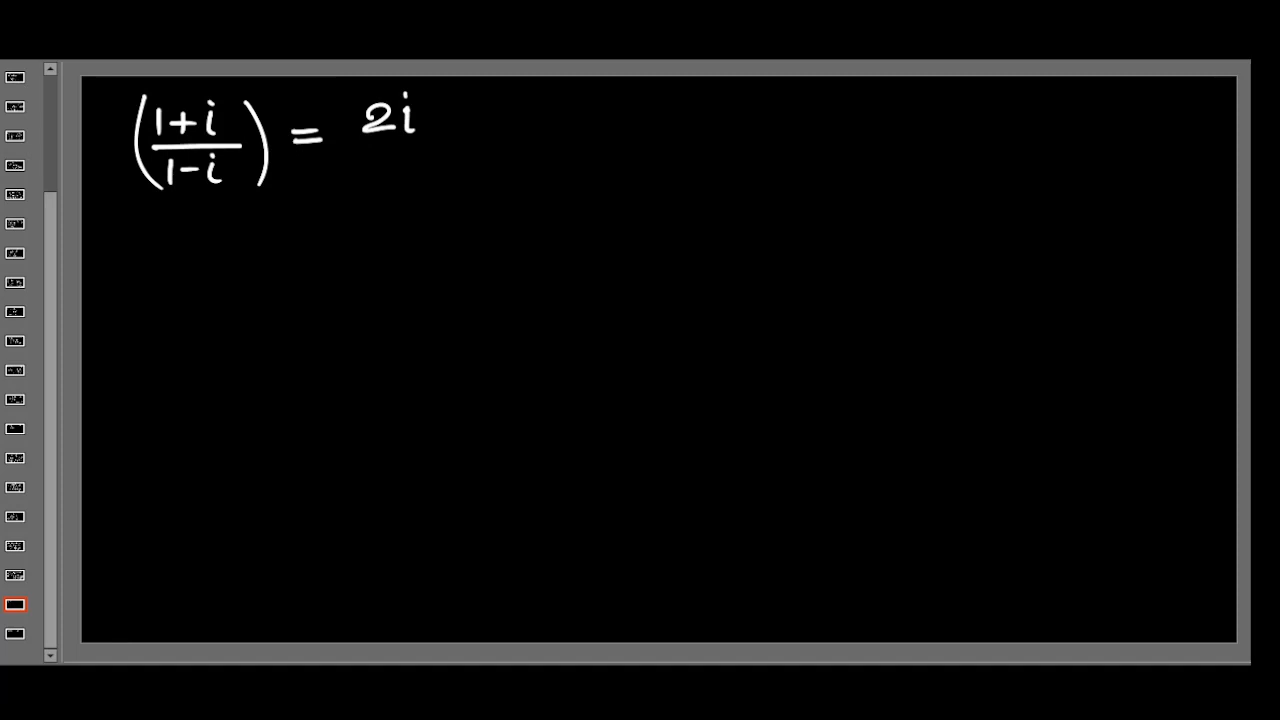 (1+i/1-i) = 2i